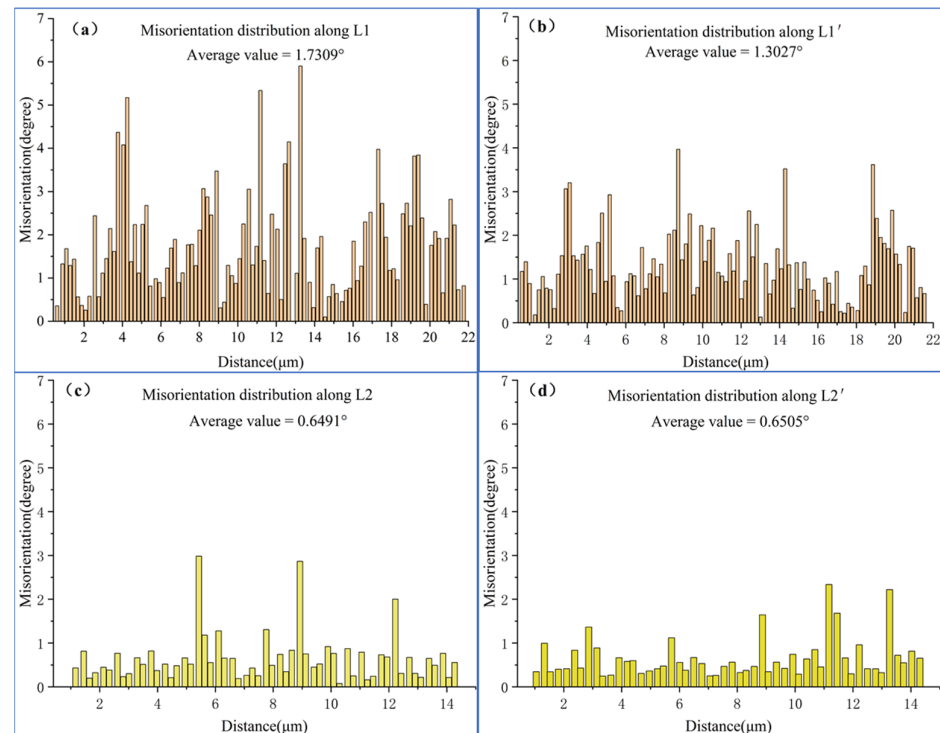 (a)
Misorientation distribution along L1
Average value = 1.7309°
Misorientation(degree)
7
6
5
4
3
2
1
0
2 4 6 8 10 12 14 16 18 20 22
Distance(μm)
(b)
Misorientation distribution along L1′
Average value = 1.3027°
Misorientation(degree)
7
6
5
4
3
2
1
0
2 4 6 8 10 12 14 16 18 20 22
Distance(μm)
(c)
Misorientation distribution along L2
Average value = 0.6491°
Misorientation(degree)
7
6
5
4
3
2
1
0
2 4 6 8 10 12 14
Distance(μm)
(d)
Misorientation distribution along L2′
Average value = 0.6505°
Misorientation(degree)
7
6
5
4
3
2
1
0
2 4 6 8 10 12 14
Distance(μm)